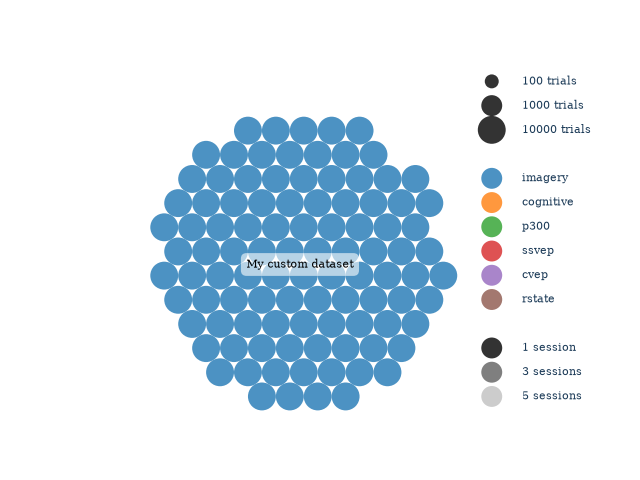 100 trials
1000 trials
10000 trials
imagery
cognitive
p300
ssvep
My custom dataset
cvep
rstate
1 session
3 sessions
5 sessions